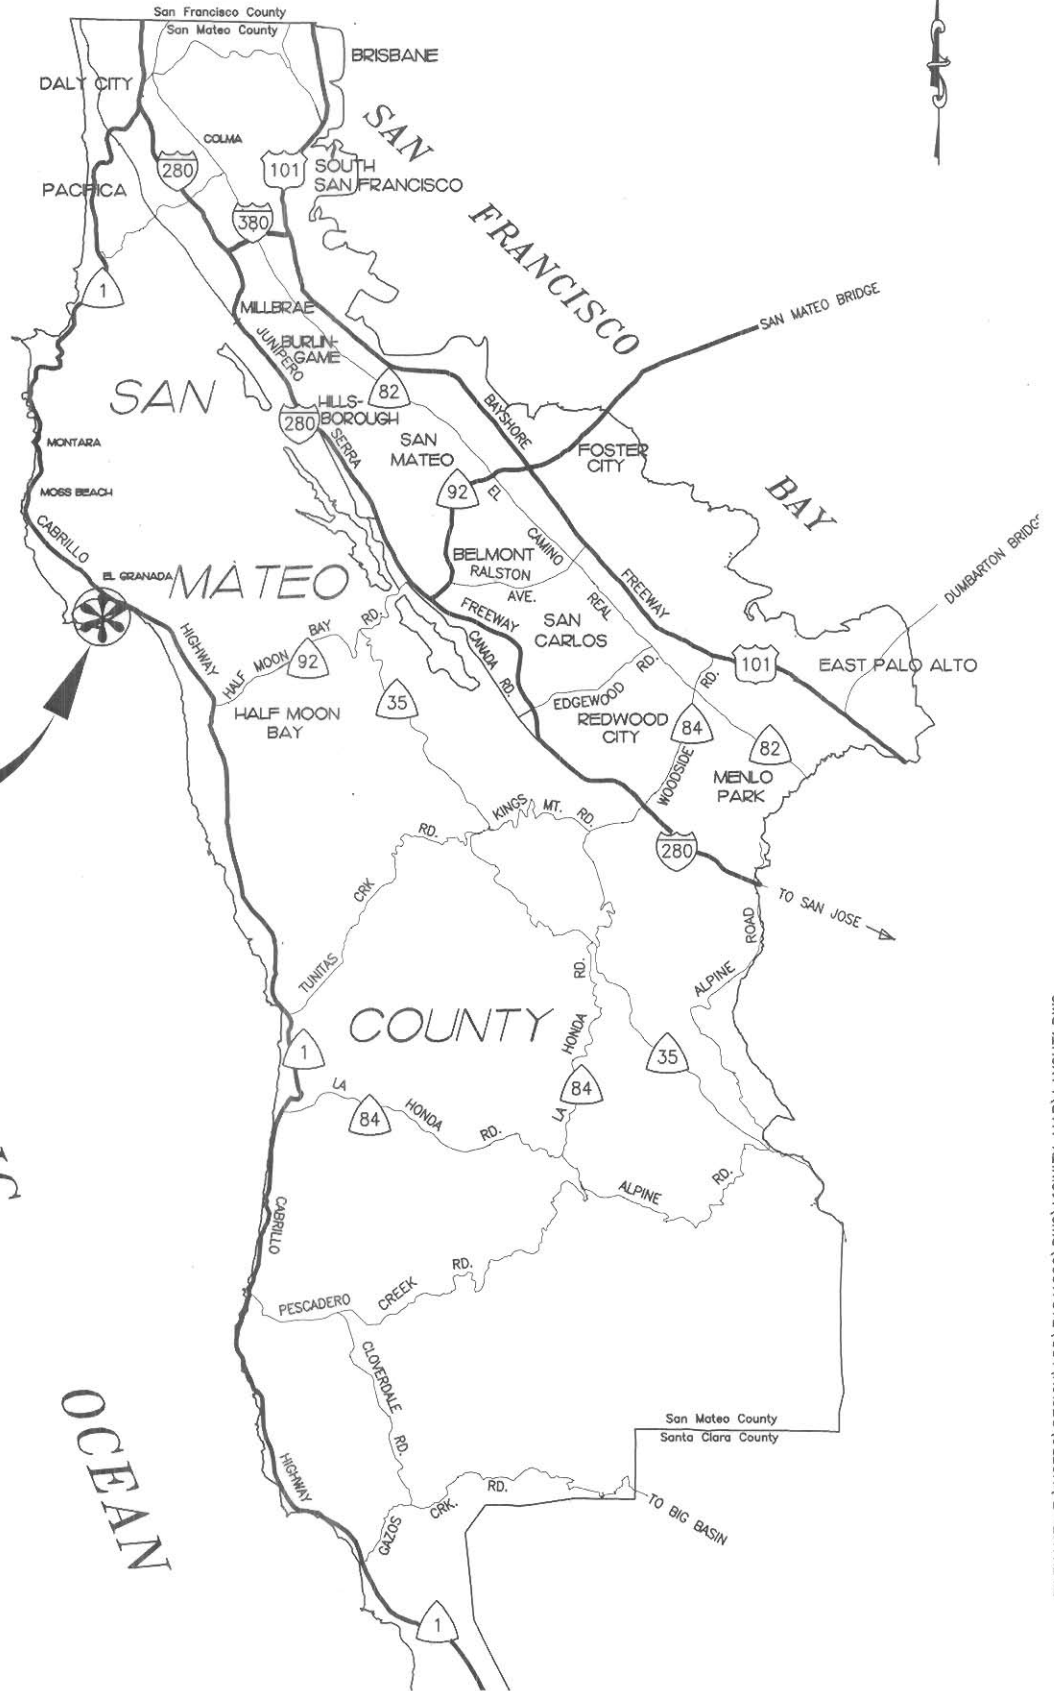 San Francisco County
San Mateo County
BRISBANE
DALY CITY
SAN
COLMA
280
101
SOUTH
SAN FRANCISCO
PACIFICA
FRANCISCO
380
1
MILLBRAE
SAN MATEO BRIDGE
JUNIPERO
BURLIN-
GAME
SAN
82
HILLS-
BOROUGH
280
BAYSHORE
SERRA
SAN
MATEO
MONTARA
FOSTER
CITY
92
EL
MOSS BEACH
BAY
CABRILLO
CAMINO
BELMONT
RALSTON
AVE.
DUMBARTON BRIDGE
EL GRANADA
MATEO
FREEWAY
REAL
FREEWAY
SAN
CARLOS
HIGHWAY
HALF MOON BAY RD.
92
CANADA
RD.
RD.
101
EAST PALO ALTO
35
EDGEWOOD
RD.
HALF MOON
BAY
REDWOOD
CITY
84
82
WOODSIDE
MENLO
PARK
KINGS MT. RD.
280
TUNITAS CRK RD.
TO SAN JOSE
ROAD
ALPINE
RD.
COUNTY
HONDA
35
1
LA
84
LA
84
HONDA
RD.
ALPINE
RD.
CABRILLO
PESCADERO
CREEK
RD.
CLOVERDALE
RD.
OCEAN
San Mateo County
Santa Clara County
HIGHWAY
GAZOS
CRK.
RD.
TO BIG BASIN
1